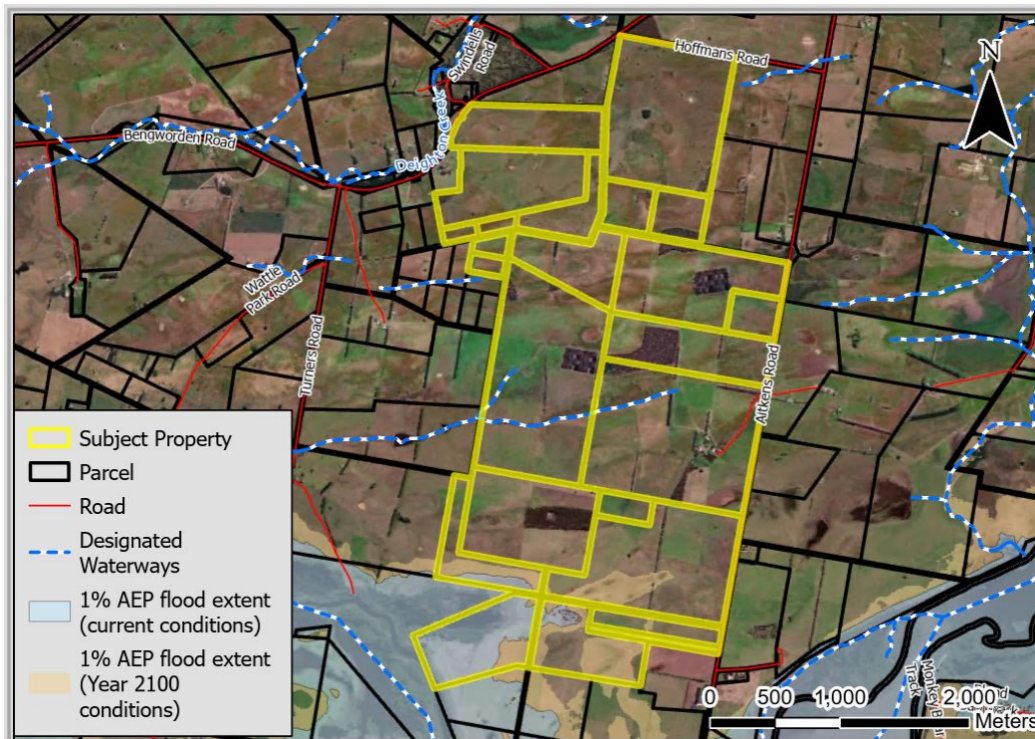 Hoffmans Road
N
Swindells
Road
Bengworden Road
Deighton Creek
Wattle
Park Road
Turners Road
Aitkens Road
Subject Property
Parcel
Road
Designated
Waterways
1% AEP flood extent
(current conditions)
1% AEP flood extent
(Year 2100
conditions)
Track
0 500 1,000 2,000
Meters